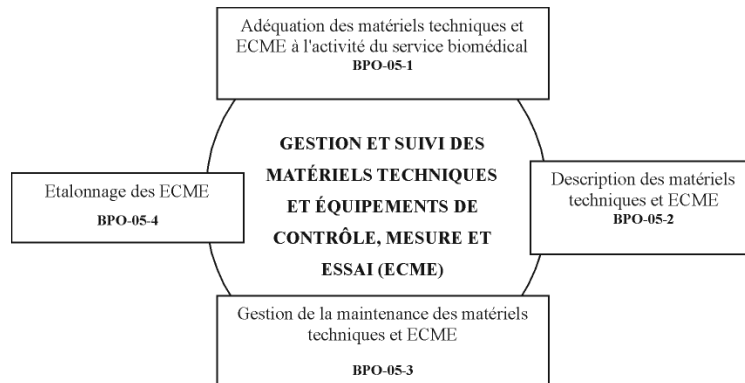 Adéquation des matériels techniques et
ECME à l'activité du service biomédical
BPO-05-1
GESTION ET SUIVI DES
MATÉRIELS TECHNIQUES
ET ÉQUIPEMENTS DE
CONTRÔLE, MESURE ET
ESSAI (ECME)
Etalonnage des ECME
BPO-05-4
Description des matériels
techniques et ECME
BPO-05-2
Gestion de la maintenance des matériels
techniques et ECME
BPO-05-3